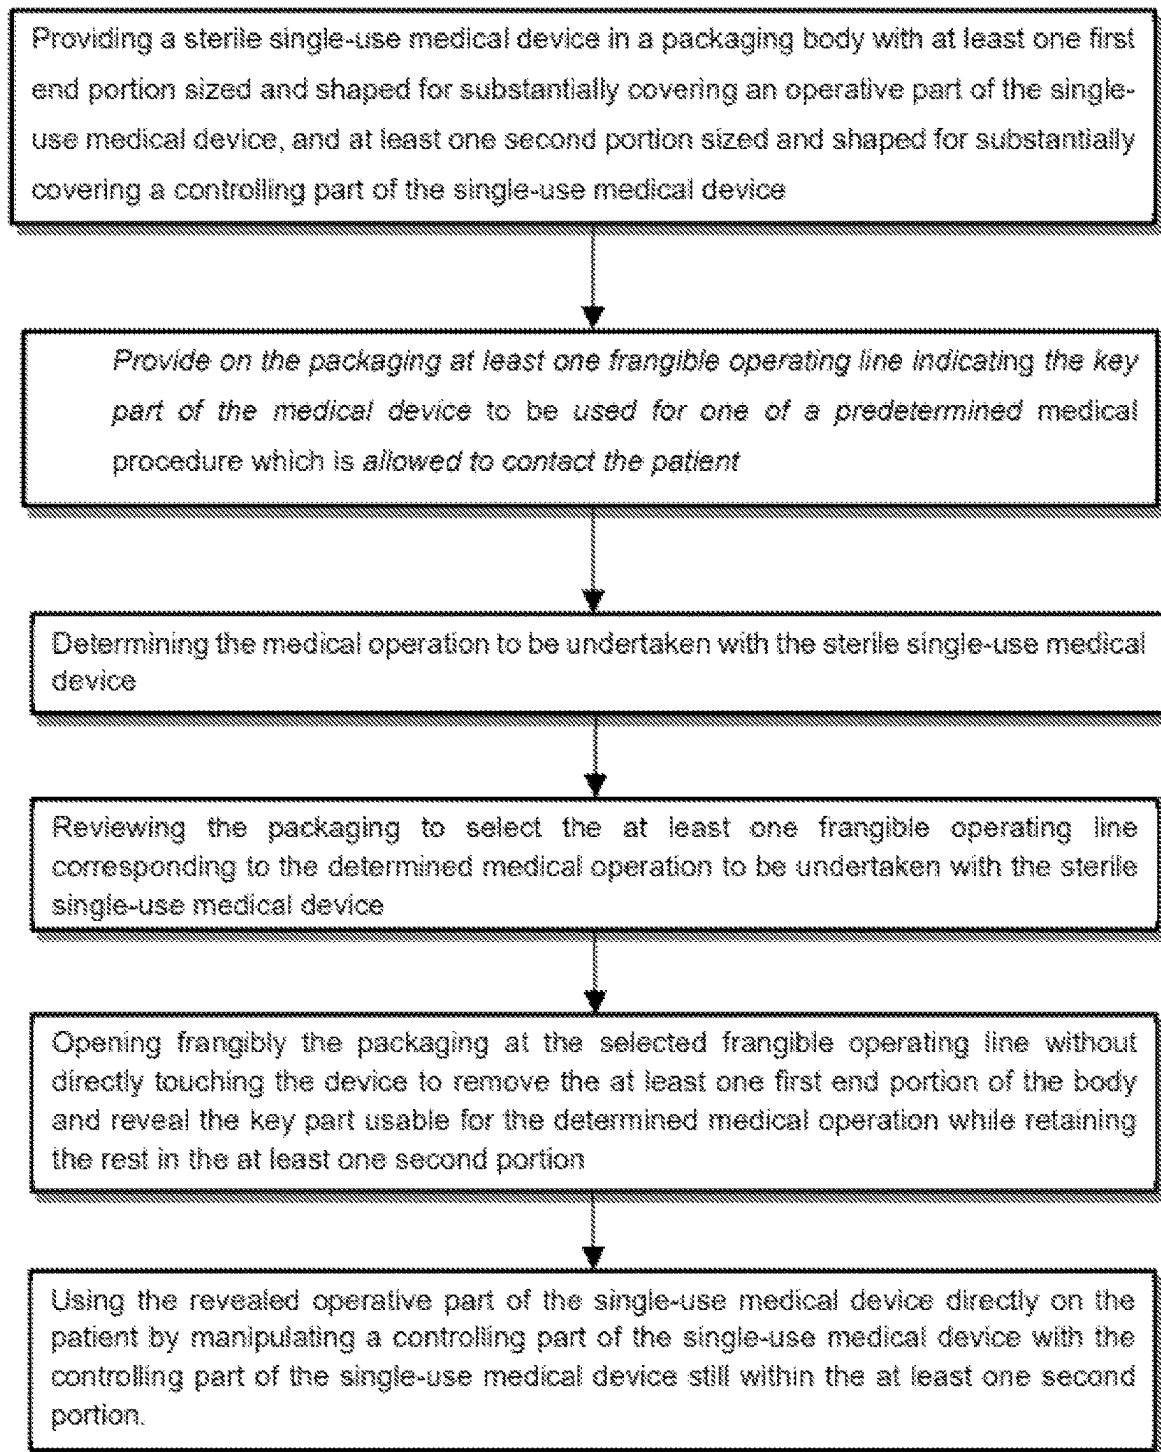 Providing a sterile single-use medical device in a packaging body with at least one first
end portion sized and shaped for substantially covering an operative part of the single-
use medical device, and at least one second portion sized and shaped for substantially
covering a controlling part of the single-use medical device
Provide on the packaging at least one frangible operating line indicating the key
part of the medical device to be used for one of a predetermined medical
procedure which is allowed to contact the patient
Determining the medical operation to be undertaken with the sterile single-use medical
device
Reviewing the packaging to select the at least one frangible operating line
corresponding to the determined medical operation to be undertaken with the sterile
single-use medical device
Opening frangibly the packaging at the selected frangible operating line without
directly touching the device to remove the at least one first end portion of the body
and reveal the key part usable for the determined medical operation while retaining
the rest in the at least one second portion
Using the revealed operative part of the single-use medical device directly on the
patient by manipulating a controlling part of the single-use medical device with the
controlling part of the single-use medical device still within the at least one second
portion.